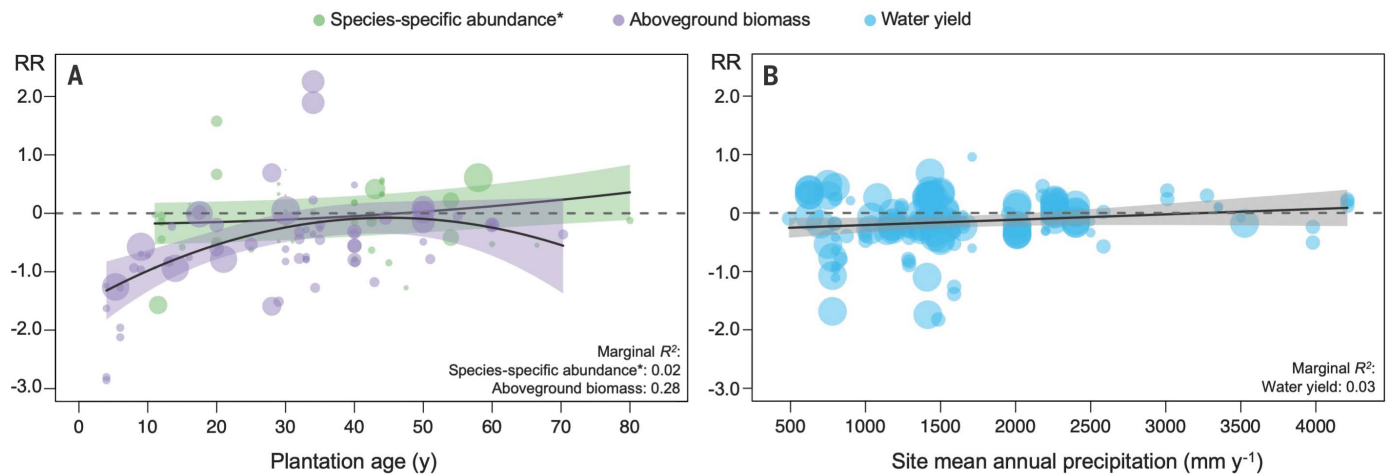 Species-specific abundance*
Aboveground biomass
Water yield
RR
A
2.0
1.0
0
-1.0
-2.0
-3.0
Marginal R²:
Species-specific abundance*: 0.02
Aboveground biomass: 0.28
0 10 20 30 40 50 60 70 80
Plantation age (y)
RR
B
2.0
1.0
0
-1.0
-2.0
-3.0
Marginal R²:
Water yield: 0.03
500 1000 1500 2000 2500 3000 3500 4000
Site mean annual precipitation (mm y⁻¹)